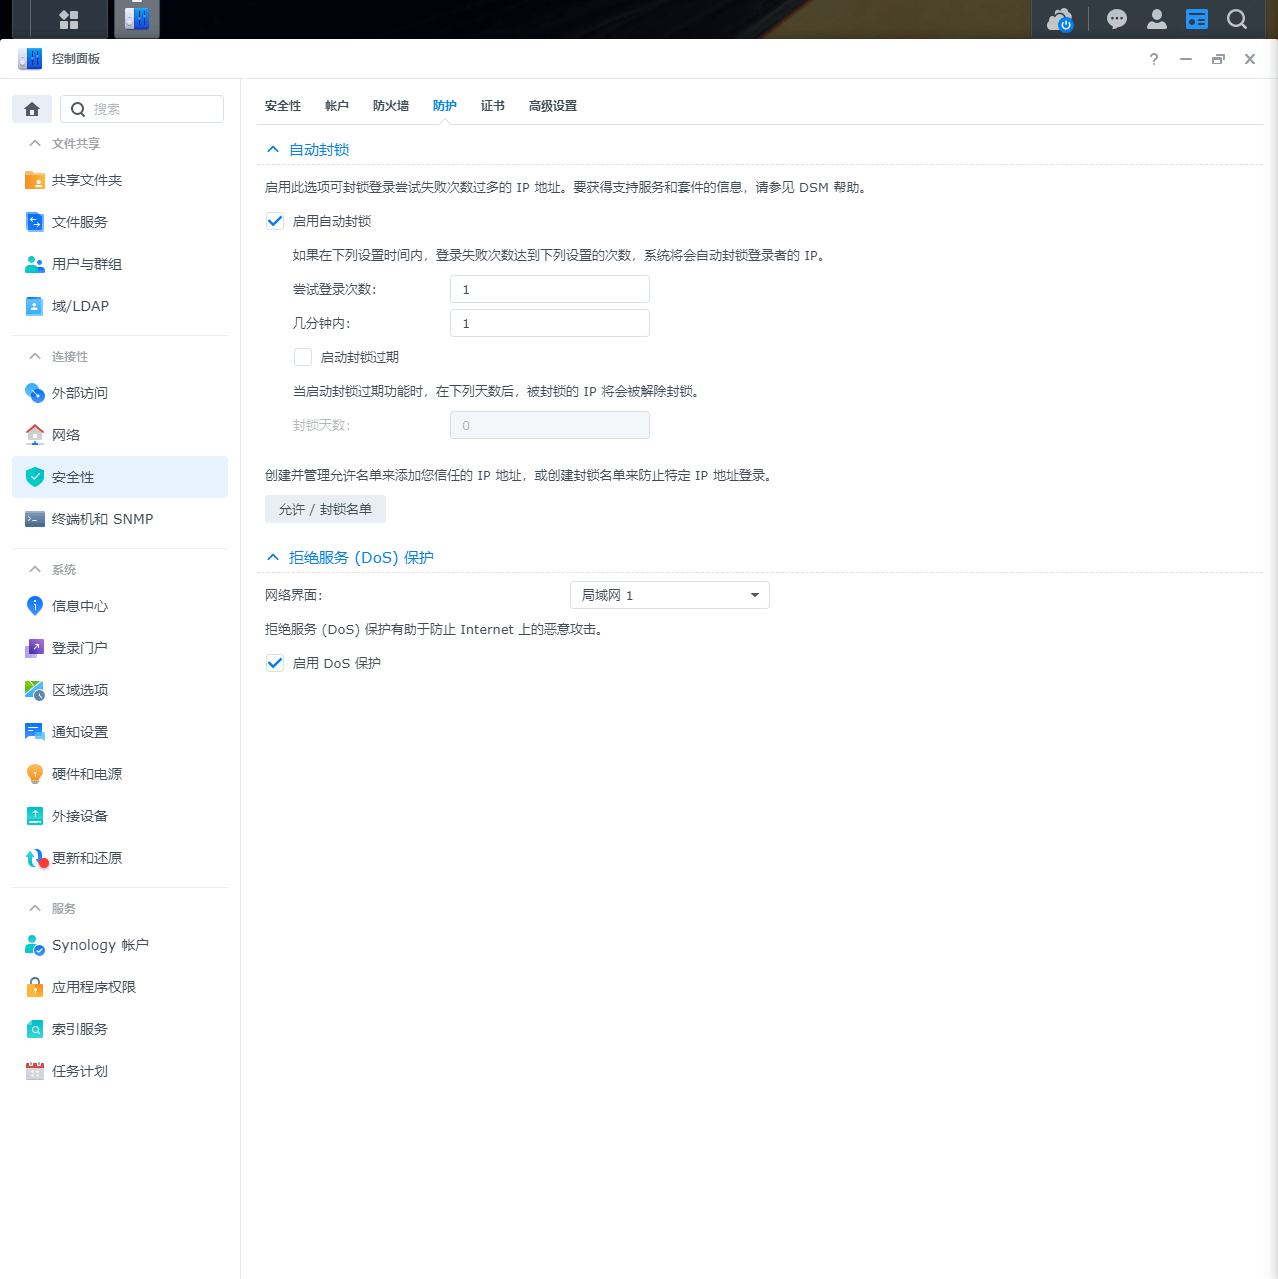 控制面板
?
搜索
文件共享
共享文件夹
文件服务
用户与群组
域/LDAP
连接性
外部访问
网络
安全性
终端机和 SNMP
系统
信息中心
登录门户
区域选项
通知设置
硬件和电源
外接设备
更新和还原
服务
Synology 帐户
应用程序权限
索引服务
任务计划
安全性 帐户 防火墙 防护 证书 高级设置
自动封锁
启用此选项可封锁登录尝试失败次数过多的 IP 地址。要获得支持服务和套件的信息，请参见 DSM 帮助。
启用自动封锁
如果在下列设置时间内，登录失败次数达到下列设置的次数，系统将会自动封锁登录者的 IP。
尝试登录次数: 1
几分钟内: 1
启动封锁过期
当启动封锁过期功能时，在下列天数后，被封锁的 IP 将会被解除封锁。
封锁天数: 0
创建并管理允许名单来添加您信任的 IP 地址，或创建封锁名单来防止特定 IP 地址登录。
允许 / 封锁名单
拒绝服务 (DoS) 保护
网络界面: 局域网 1
拒绝服务 (DoS) 保护有助于防止 Internet 上的恶意攻击。
启用 DoS 保护